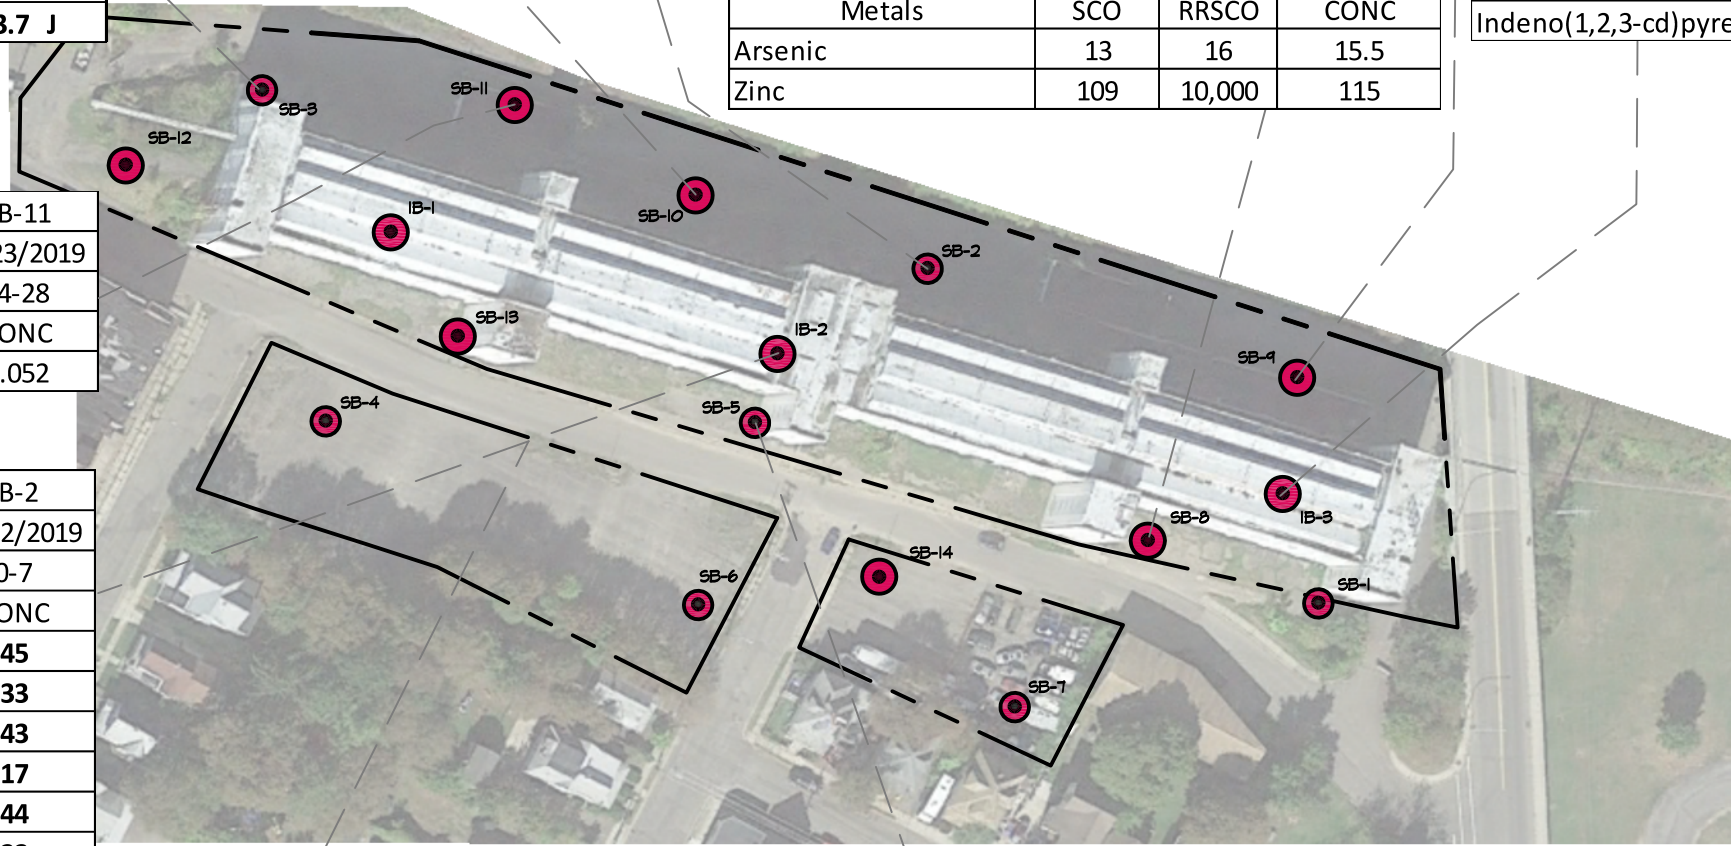 3.7 J
Metals SCO RRSCO CONC
Arsenic 13 16 15.5
Zinc 109 10,000 115
Indeno(1,2,3-cd)pyre
SB-3
SB-11
SB-12
IB-1
SB-10
SB-2
SB-13
IB-2
SB-9
SB-4
SB-5
IB-3
SB-8
SB-14
SB-6
SB-1
SB-7
B-11
23/2019
4-28
ONC
.052
B-2
2/2019
0-7
ONC
45
33
43
17
44